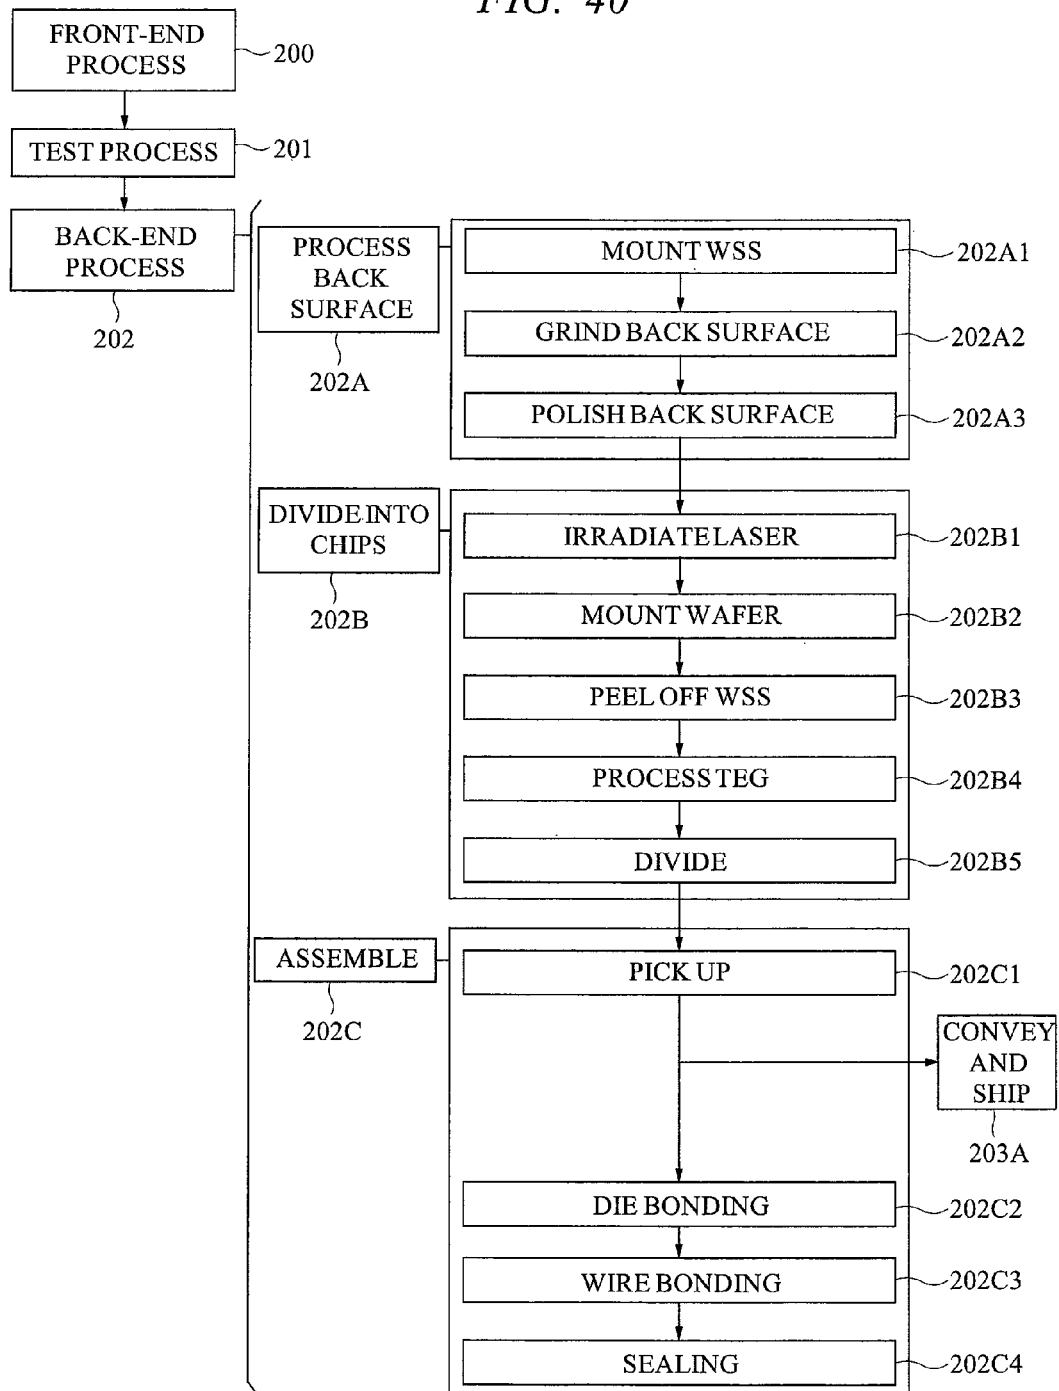 FIG. 40
FRONT-END
PROCESS
200
TEST PROCESS
201
BACK-END
PROCESS
202
PROCESS
BACK
SURFACE
202A
MOUNT WSS
202A1
GRIND BACK SURFACE
202A2
POLISH BACK SURFACE
202A3
DIVIDE INTO
CHIPS
202B
IRRADIATE LASER
202B1
MOUNT WAFER
202B2
PEEL OFF WSS
202B3
PROCESS TEG
202B4
DIVIDE
202B5
ASSEMBLE
202C
PICK UP
202C1
CONVEY
AND
SHIP
203A
DIE BONDING
202C2
WIRE BONDING
202C3
SEALING
202C4